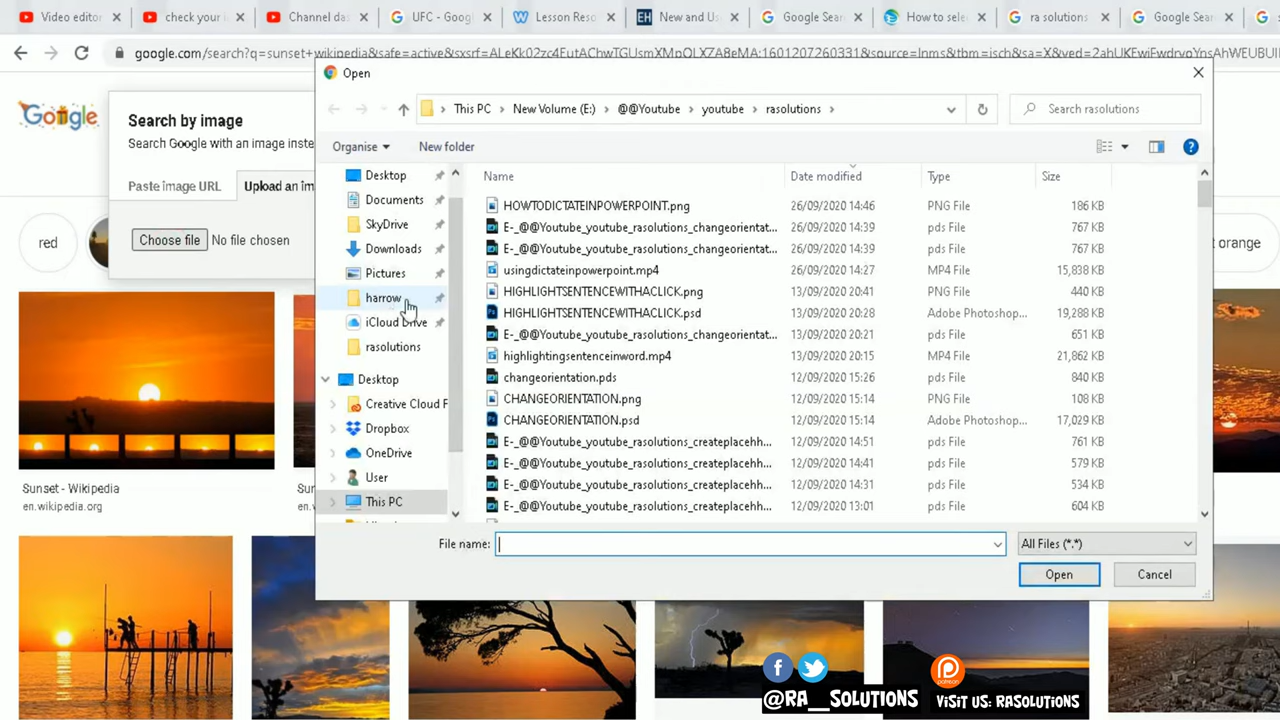 Video editor
check your
Channel da
UFC - Goog
Lesson Reso
New and Us
Google Sear
How to sele
ra solutions
Google Sear
google.com/search?q=sunset+wikipedia&safe=active
Open
Google
Search by image
Search Google with an image inste
Paste image URL
Upload an im
Choose file
No file chosen
This PC
New Volume (E:)
@@Youtube
youtube
rasolutions
Search rasolutions
Organise
New folder
Desktop
Documents
SkyDrive
Downloads
Pictures
harrow
iCloud Drive
rasolutions
Desktop
Creative Cloud F
Dropbox
OneDrive
User
This PC
Name Date modified Type Size
HOWTODICTATEINPOWERPOINT.png 26/09/2020 14:46 PNG File 186 KB
E-_@@Youtube_youtube_rasolutions_changeorientat... 26/09/2020 14:39 pds File 767 KB
E-_@@Youtube_youtube_rasolutions_changeorientat... 26/09/2020 14:39 pds File 767 KB
usingdictateinpowerpoint.mp4 26/09/2020 14:27 MP4 File 15,838 KB
HIGHLIGHTSENTENCEWITHACLICK.png 13/09/2020 20:41 PNG File 440 KB
HIGHLIGHTSENTENCEWITHACLICK.psd 13/09/2020 20:28 Adobe Photoshop... 19,288 KB
E-_@@Youtube_youtube_rasolutions_changeorientat... 13/09/2020 20:21 pds File 651 KB
highlightingsentenceinword.mp4 13/09/2020 20:15 MP4 File 21,862 KB
changeorientation.pds 12/09/2020 15:26 pds File 840 KB
CHANGEORIENTATION.png 12/09/2020 15:14 PNG File 108 KB
CHANGEORIENTATION.psd 12/09/2020 15:14 Adobe Photoshop... 17,029 KB
E-_@@Youtube_youtube_rasolutions_createplacehh... 12/09/2020 14:51 pds File 761 KB
E-_@@Youtube_youtube_rasolutions_createplacehh... 12/09/2020 14:41 pds File 579 KB
E-_@@Youtube_youtube_rasolutions_createplacehh... 12/09/2020 14:31 pds File 534 KB
E-_@@Youtube_youtube_rasolutions_createplacehh... 12/09/2020 13:01 pds File 604 KB
File name:
All Files (*.*)
Open
Cancel
red
t orange
Sunset - Wikipedia
en.wikipedia.org
Sun
en.w
@RA__SOLUTIONS
patreon
VISIT US: RASOLUTIONS